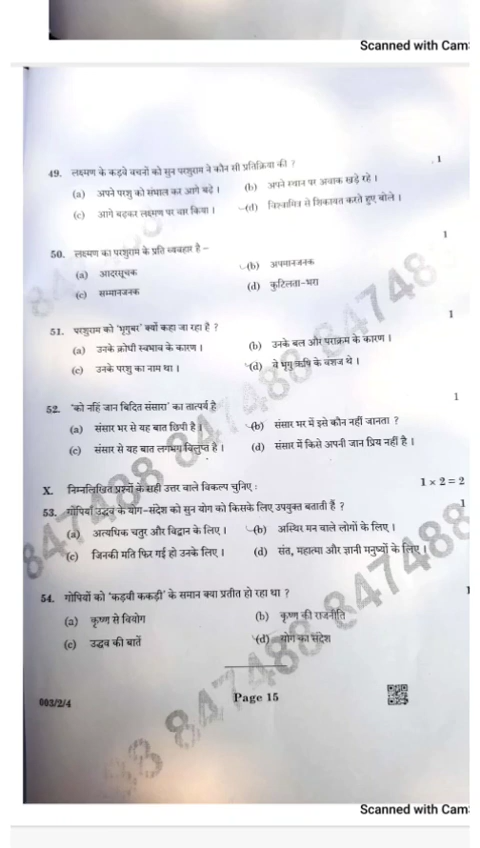 Scanned with Cam
49. लक्ष्मण के कड़वे वचनों को सुन परशुराम ने कौन सी प्रतिक्रिया की ? 1
(a) अपने परशु को संभाल कर आगे बढ़े । (b) अपने स्थान पर अवाक खड़े रहे ।
(c) आगे बढ़कर लक्ष्मण पर वार किया । (d) विश्वामित्र से शिकायत करते हुए बोले ।
50. लक्ष्मण का परशुराम के प्रति व्यवहार है – 1
(a) आदरसूचक (b) अपमानजनक
(c) सम्मानजनक (d) कुटिलता-भरा
51. परशुराम को 'भृगुबर' क्यों कहा जा रहा है ? 1
(a) उनके क्रोधी स्वभाव के कारण । (b) उनके बल और पराक्रम के कारण ।
(c) उनके परशु का नाम था । (d) ये भृगु ऋषि के वंशज थे ।
52. 'को नहिं जान बिदित संसारा' का तात्पर्य है 1
(a) संसार भर से यह बात छिपी है । (b) संसार भर में इसे कौन नहीं जानता ?
(c) संसार से यह बात लगभग विलुप्त है । (d) संसार में किसे अपनी जान प्रिय नहीं है ।
X. निम्नलिखित प्रश्नों के सही उत्तर वाले विकल्प चुनिए : 1 × 2 = 2
53. गोपियाँ उद्धव के योग-संदेश को सुन योग को किसके लिए उपयुक्त बताती हैं ? 1
(a) अत्यधिक चतुर और विद्वान के लिए । (b) अस्थिर मन वाले लोगों के लिए ।
(c) जिनकी मति फिर गई हो उनके लिए । (d) संत, महात्मा और ज्ञानी मनुष्यों के लिए ।
54. गोपियों को 'कड़वी ककड़ी' के समान क्या प्रतीत हो रहा था ? 1
(a) कृष्ण से वियोग (b) कृष्ण की राजनीति
(c) उद्धव की बातें (d) योग का संदेश
003/2/4 Page 15
847488 847488 847488
847488 847488 847488
Scanned with Cam